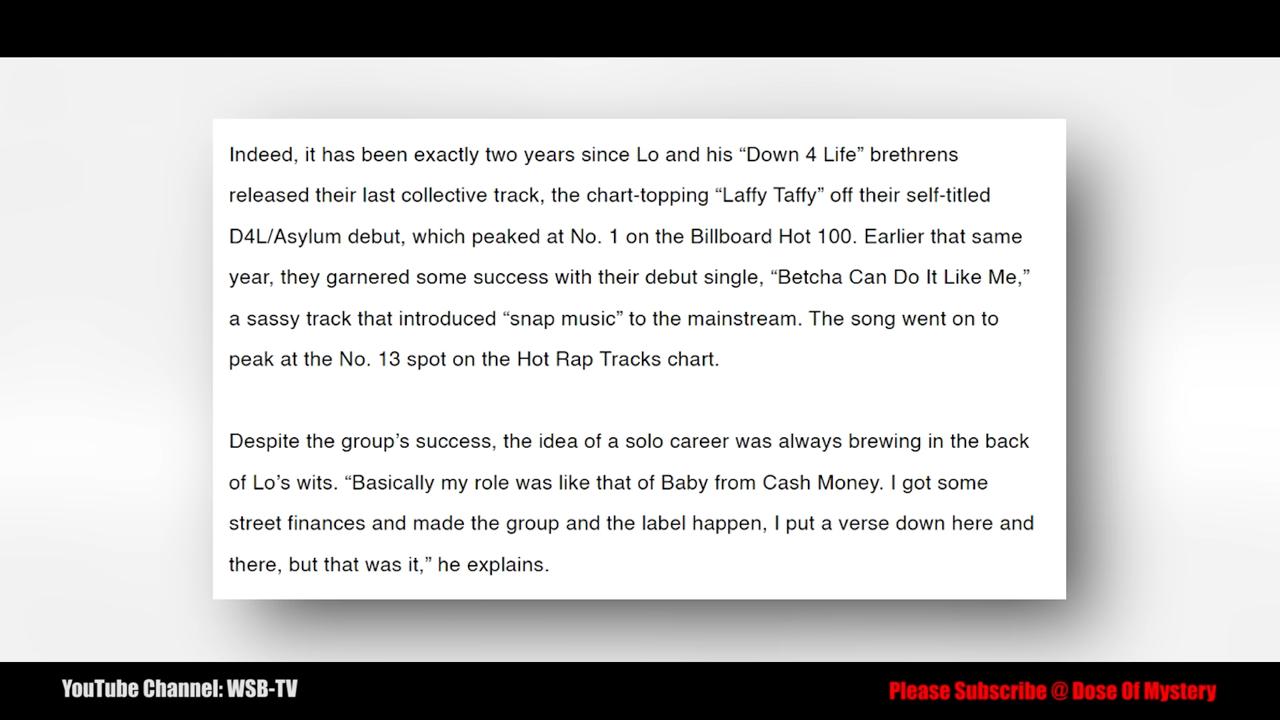 Indeed, it has been exactly two years since Lo and his “Down 4 Life” brethrens
released their last collective track, the chart-topping “Laffy Taffy” off their self-titled
D4L/Asylum debut, which peaked at No. 1 on the Billboard Hot 100. Earlier that same
year, they garnered some success with their debut single, “Betcha Can Do It Like Me,”
a sassy track that introduced “snap music” to the mainstream. The song went on to
peak at the No. 13 spot on the Hot Rap Tracks chart.
Despite the group’s success, the idea of a solo career was always brewing in the back
of Lo’s wits. “Basically my role was like that of Baby from Cash Money. I got some
street finances and made the group and the label happen, I put a verse down here and
there, but that was it,” he explains.
YouTube Channel: WSB-TV
Please Subscribe @ Dose Of Mystery